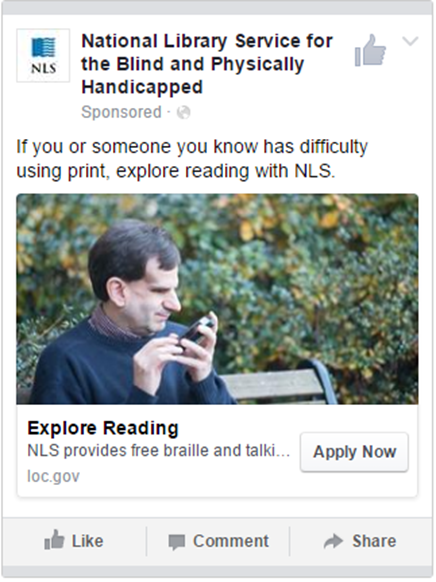 NLS
National Library Service for
the Blind and Physically
Handicapped
Sponsored ·
If you or someone you know has difficulty
using print, explore reading with NLS.
Explore Reading
NLS provides free braille and talki...
Apply Now
loc.gov
Like
Comment
Share